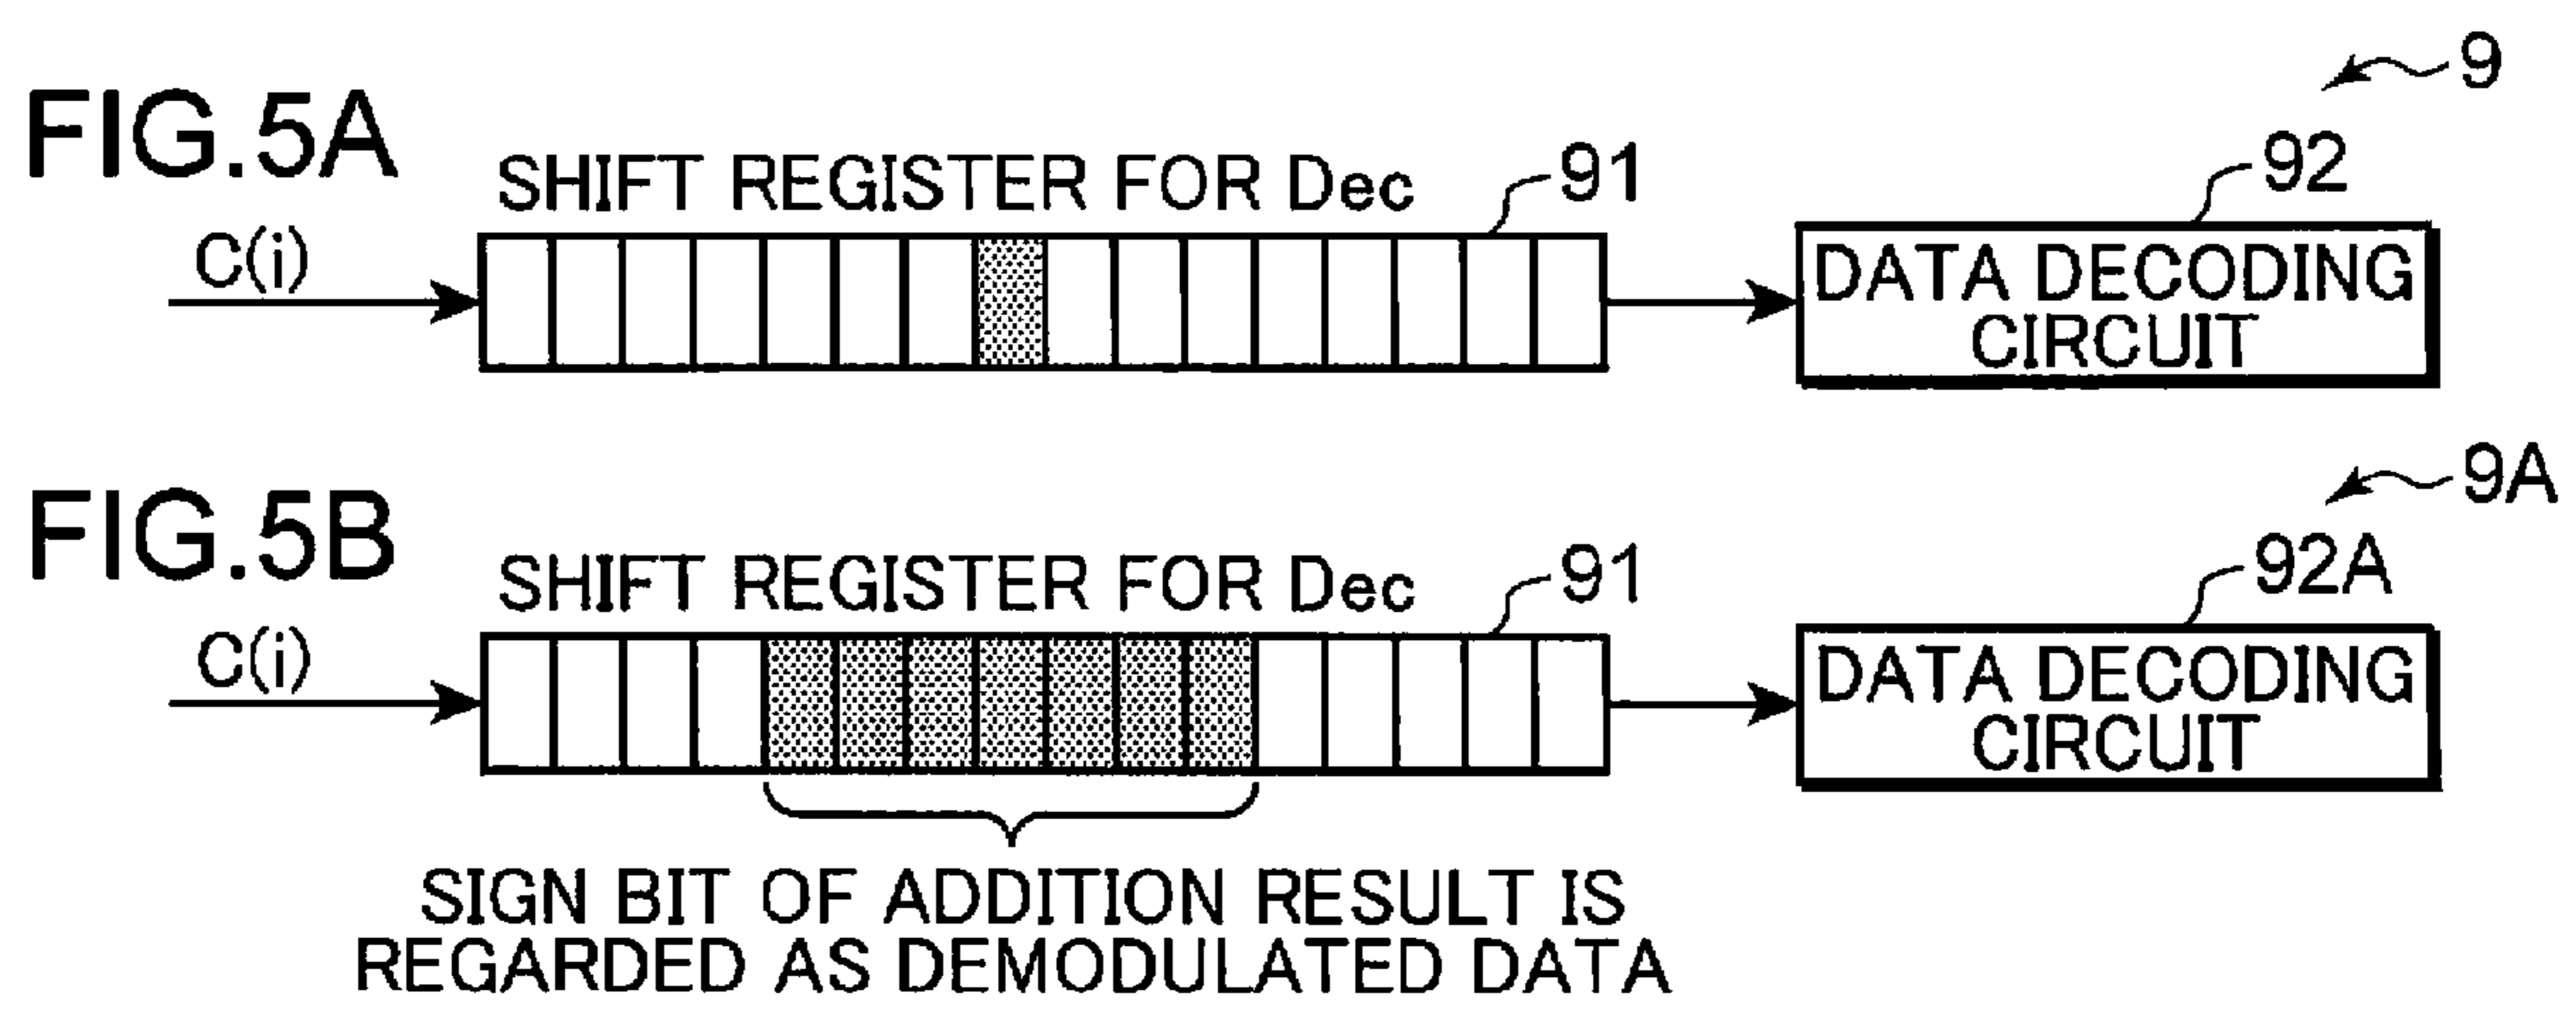 9
FIG.5A
SHIFT REGISTER FOR Dec
91
92
C(i)
DATA DECODING
CIRCUIT
9A
FIG.5B
SHIFT REGISTER FOR Dec
91
92A
C(i)
DATA DECODING
CIRCUIT
SIGN BIT OF ADDITION RESULT IS
REGARDED AS DEMODULATED DATA